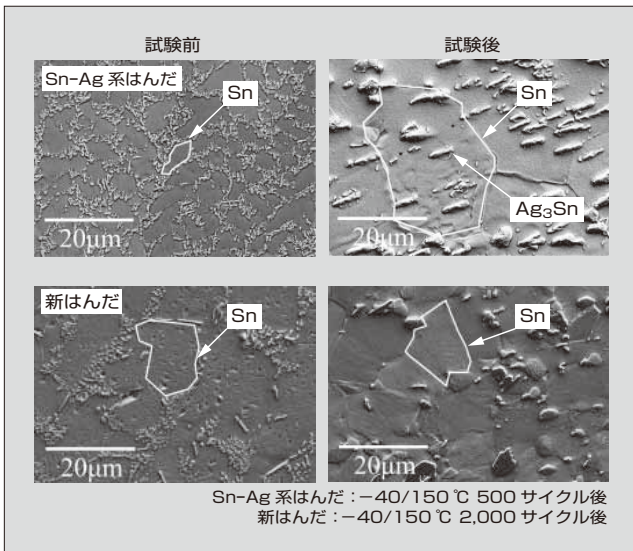 試験前
試験後
Sn-Ag 系はんだ
Sn
Sn
Ag₃Sn
20μm
20μm
新はんだ
Sn
Sn
20μm
20μm
Sn-Ag 系はんだ：－40/150 ℃ 500 サイクル後
新はんだ：－40/150 ℃ 2,000 サイクル後